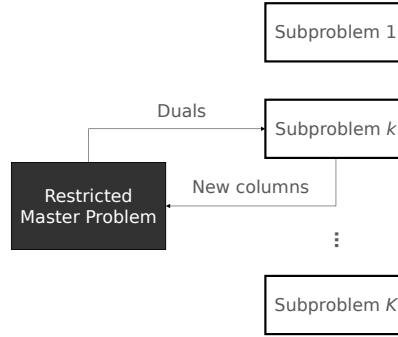 Subproblem 1
Duals
Subproblem k
New columns
Restricted
Master Problem
⋮
Subproblem K